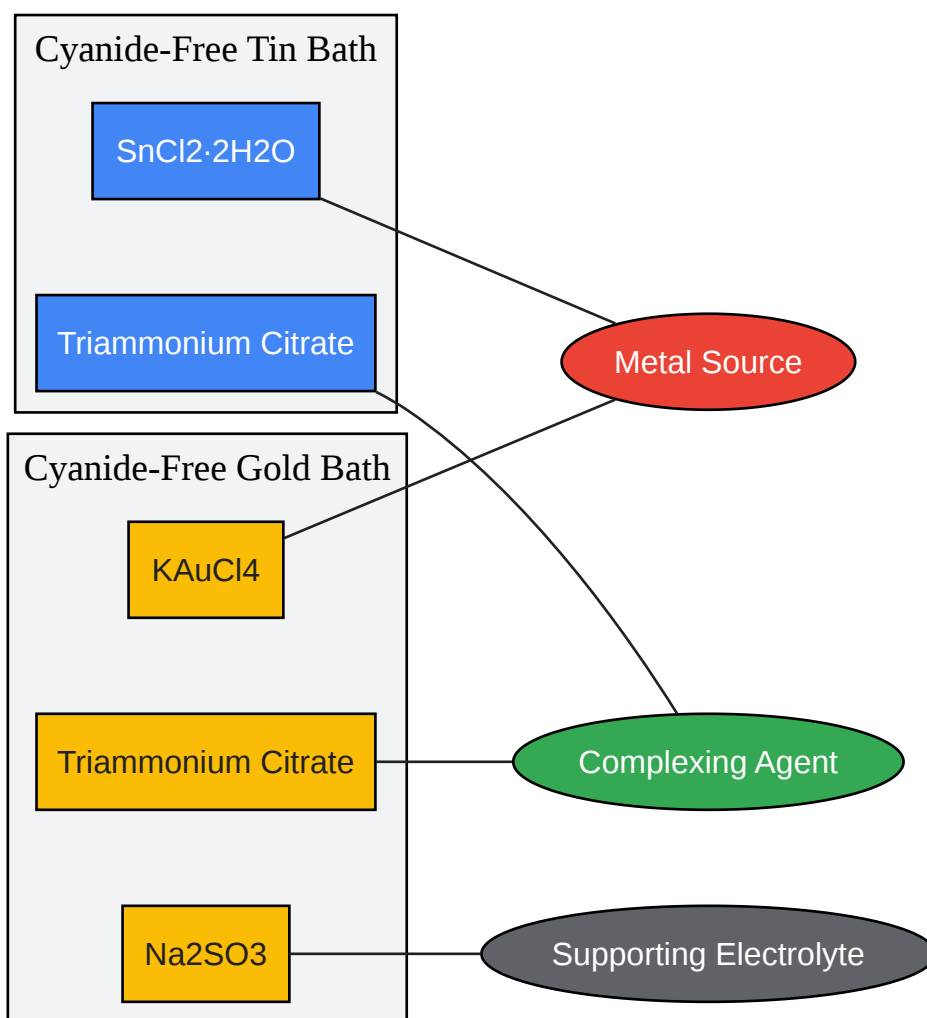 Cyanide-Free Tin Bath
SnCl2·2H2O
Triammonium Citrate
Metal Source
Cyanide-Free Gold Bath
KAuCl4
Triammonium Citrate
Complexing Agent
Na2SO3
Supporting Electrolyte